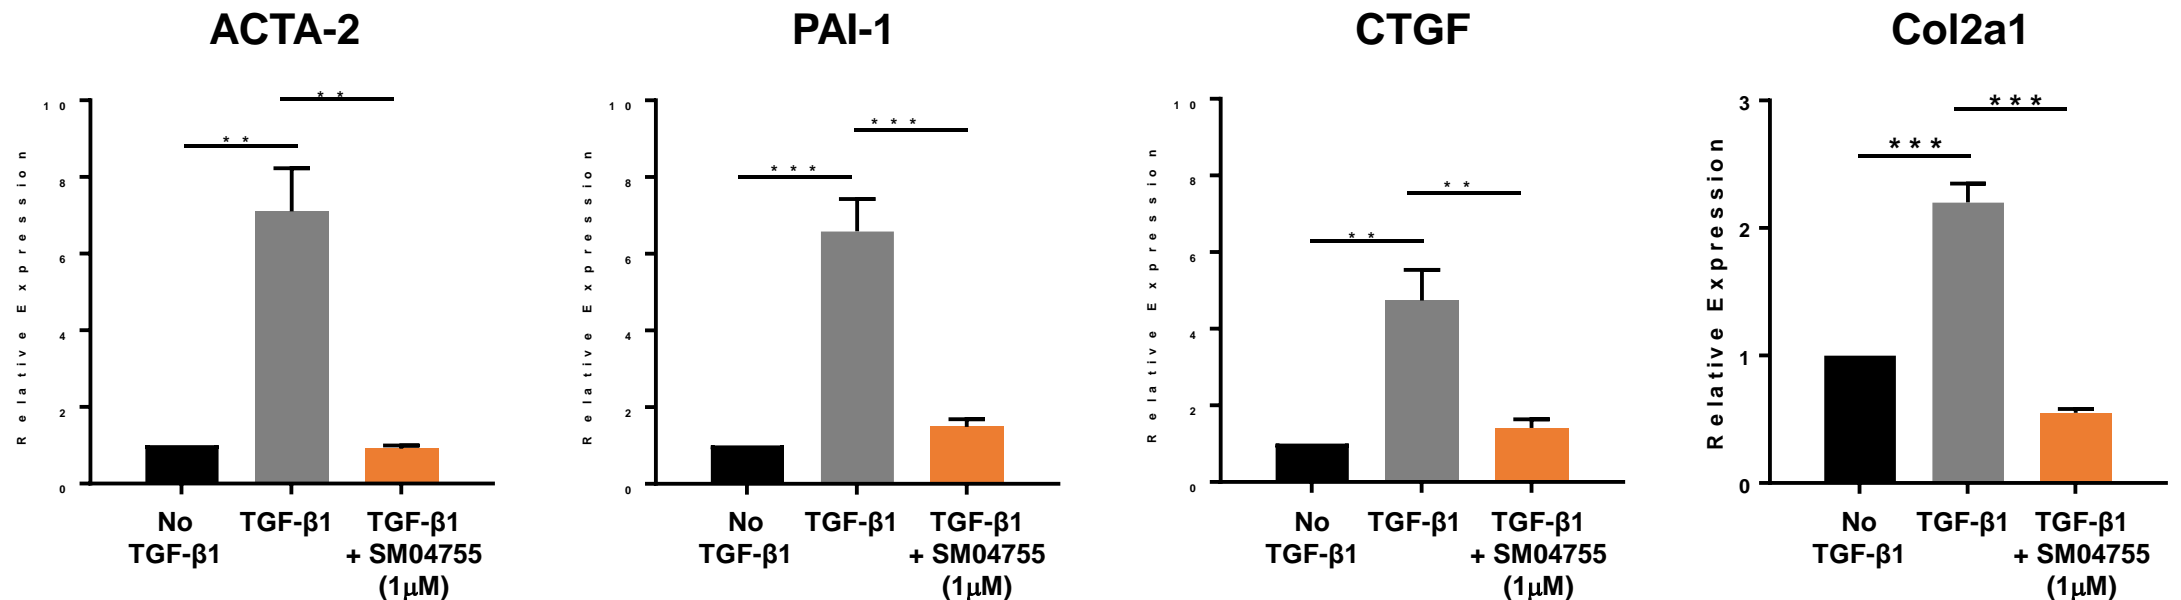 ACTA-2
PAI-1
CTGF
Col2a1
Relative Expression
10
8
6
4
2
0
**
**
No
TGF-β1
TGF-β1
TGF-β1
+ SM04755
(1μM)
Relative Expression
10
8
6
4
2
0
***
***
No
TGF-β1
TGF-β1
TGF-β1
+ SM04755
(1μM)
Relative Expression
10
8
6
4
2
0
**
**
No
TGF-β1
TGF-β1
TGF-β1
+ SM04755
(1μM)
Relative Expression
3
2
1
0
***
***
No
TGF-β1
TGF-β1
TGF-β1
+ SM04755
(1μM)